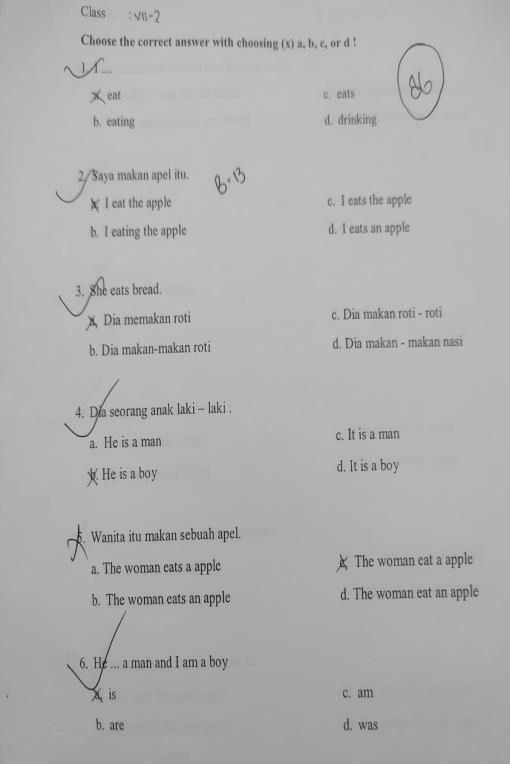 Class : VII-2
Choose the correct answer with choosing (x) a, b, c, or d !
1. I ....
a. eat c. eats
b. eating d. drinking
86
2. Saya makan apel itu.
B=13
a. I eat the apple c. I eats the apple
b. I eating the apple d. I eats an apple
3. She eats bread.
a. Dia memakan roti c. Dia makan roti - roti
b. Dia makan-makan roti d. Dia makan - makan nasi
4. Dia seorang anak laki – laki .
a. He is a man c. It is a man
b. He is a boy d. It is a boy
5. Wanita itu makan sebuah apel.
a. The woman eats a apple c. The woman eat a apple
b. The woman eats an apple d. The woman eat an apple
6. He ... a man and I am a boy
a. is c. am
b. are d. was